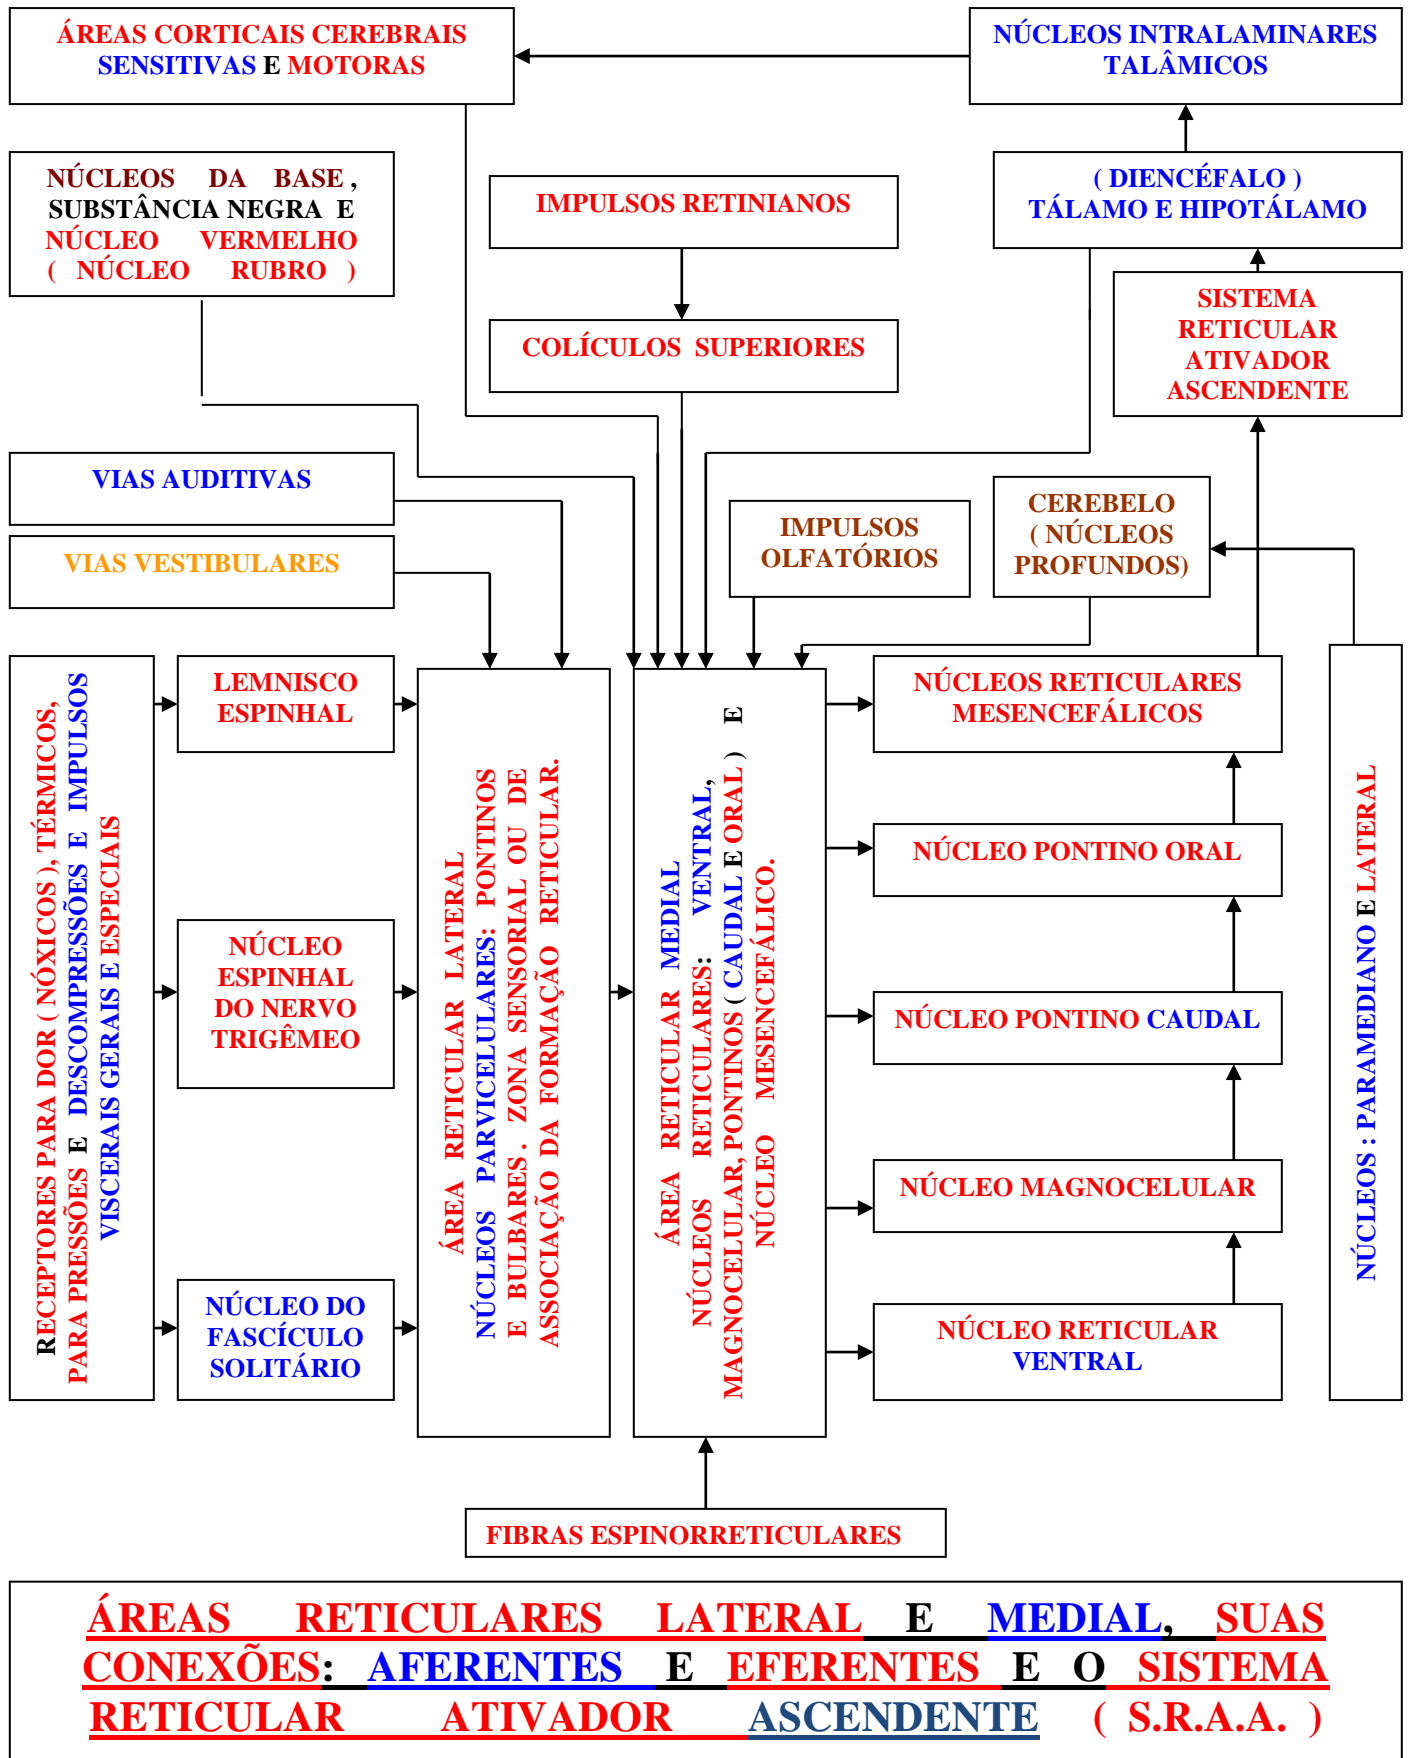 ÁREAS CORTICAIS CEREBRAIS
SENSITIVAS E MOTORAS
NÚCLEOS INTRALAMINARES
TALÂMICOS
NÚCLEOS DA BASE ,
SUBSTÂNCIA NEGRA E
NÚCLEO VERMELHO
( NÚCLEO RUBRO )
IMPULSOS RETINIANOS
( DIENCÉFALO )
TÁLAMO E HIPOTÁLAMO
COLÍCULOS SUPERIORES
SISTEMA
RETICULAR
ATIVADOR
ASCENDENTE
VIAS AUDITIVAS
VIAS VESTIBULARES
IMPULSOS
OLFATÓRIOS
CEREBELO
( NÚCLEOS
PROFUNDOS)
RECEPTORES PARA DOR ( NÓXICOS ), TÉRMICOS,
PARA PRESSÕES E DESCOMPRESSÕES E IMPULSOS
VISCERAIS GERAIS E ESPECIAIS
LEMNISCO
ESPINHAL
NÚCLEO
ESPINHAL
DO NERVO
TRIGÊMEO
NÚCLEO DO
FASCÍCULO
SOLITÁRIO
ÁREA RETICULAR LATERAL
NÚCLEOS PARVICELULARES: PONTINOS
E BULBARES . ZONA SENSORIAL OU DE
ASSOCIAÇÃO DA FORMAÇÃO RETICULAR.
ÁREA RETICULAR MEDIAL
NÚCLEOS RETICULARES: VENTRAL,
MAGNOCELULAR, PONTINOS ( CAUDAL E ORAL ) E
NÚCLEO MESENCEFÁLICO.
NÚCLEOS RETICULARES
MESENCEFÁLICOS
NÚCLEO PONTINO ORAL
NÚCLEO PONTINO CAUDAL
NÚCLEO MAGNOCELULAR
NÚCLEO RETICULAR
VENTRAL
NÚCLEOS : PARAMEDIANO E LATERAL
FIBRAS ESPINORRETICULARES
ÁREAS RETICULARES LATERAL E MEDIAL, SUAS
CONEXÕES: AFERENTES E EFERENTES E O SISTEMA
RETICULAR ATIVADOR ASCENDENTE ( S.R.A.A. )